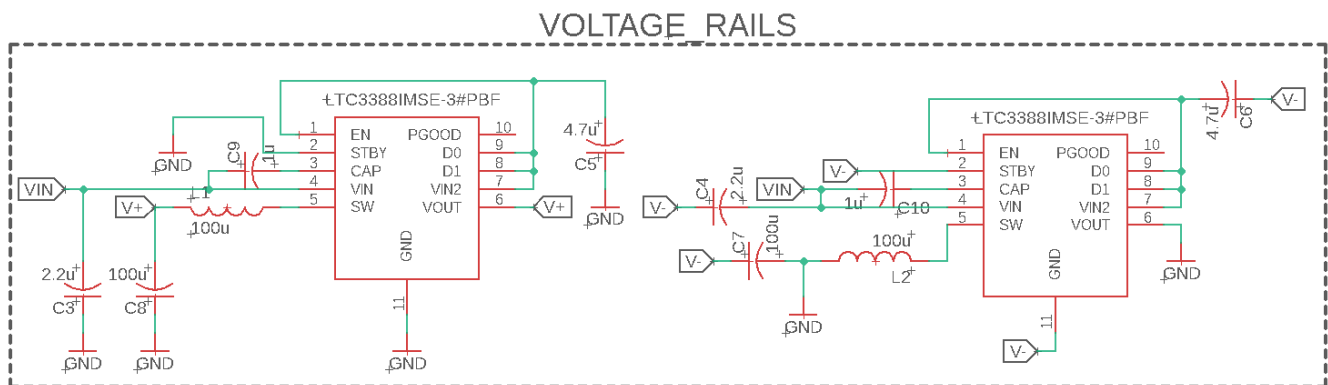 VOLTAGE_RAILS
LTC3388IMSE-3#PBF
1 EN PGOOD 10
2 STBY D0 9
3 CAP D1 8
4 VIN VIN2 7
5 SW VOUT 6
GND
11
GND
GND
C9
1u
VIN
V+
L1
100u
2.2u
C3
GND
100u
C8
GND
4.7u
C5
GND
V+
LTC3388IMSE-3#PBF
1 EN PGOOD 10
2 STBY D0 9
3 CAP D1 8
4 VIN VIN2 7
5 SW VOUT 6
GND
11
V-
4.7u
C6
V-
V-
VIN
1u
C10
V-
C4
2.2u
V-
C7
100u
GND
100u
L2
GND